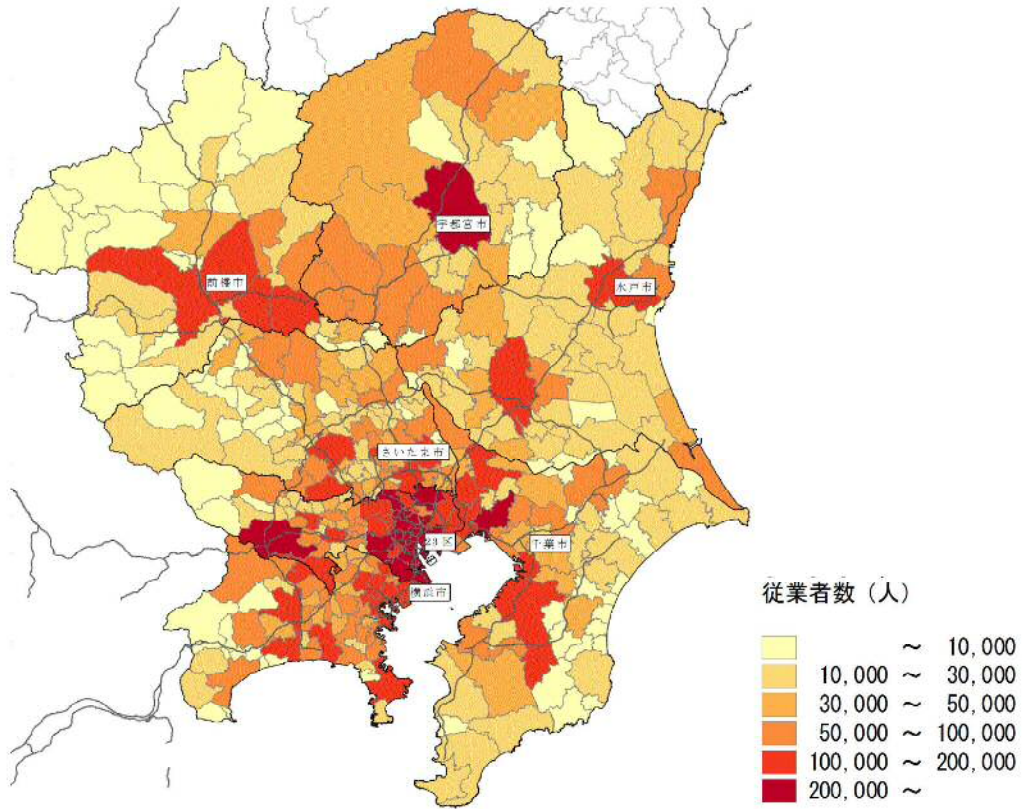 宇都宮市
前橋市
水戸市
さいたま市
23区
千葉市
横浜市
従業者数（人）
～ 10,000
10,000 ～ 30,000
30,000 ～ 50,000
50,000 ～ 100,000
100,000 ～ 200,000
200,000 ～